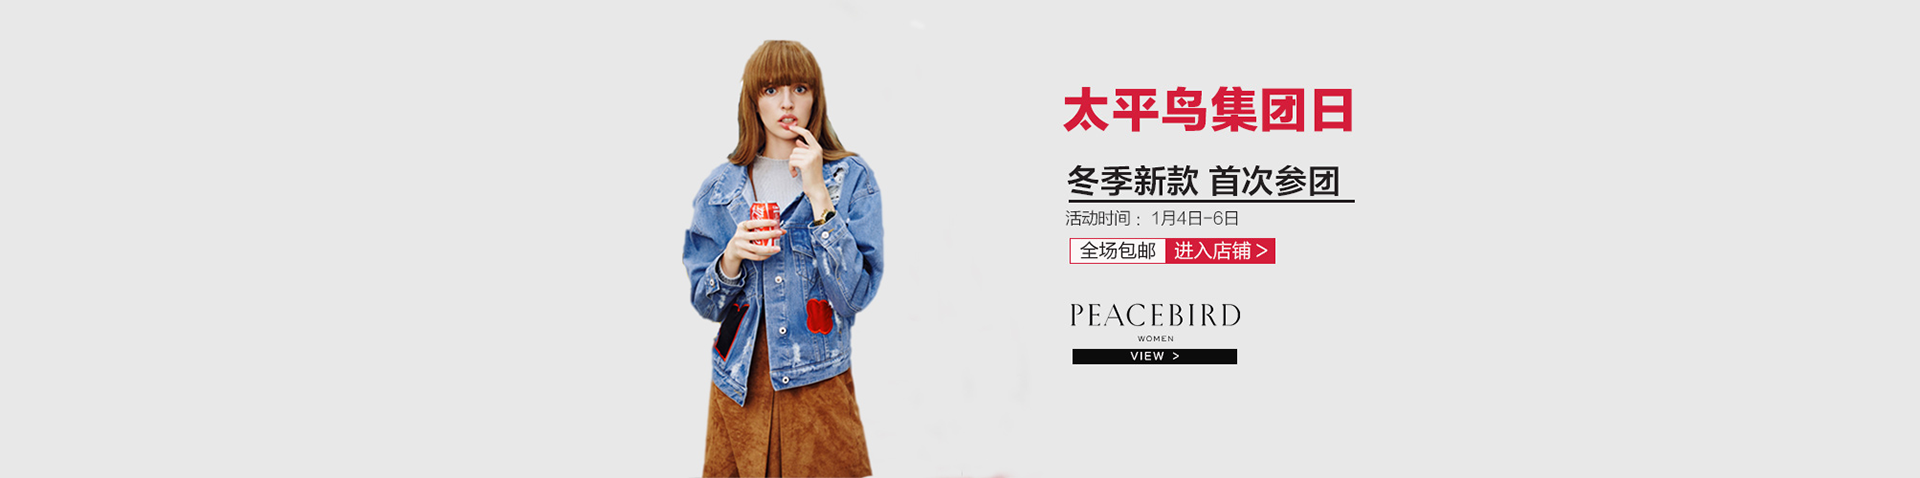 太平鸟集团日
冬季新款 首次参团
活动时间：1月4日-6日
全场包邮 进入店铺 >
PEACEBIRD
WOMEN
VIEW >